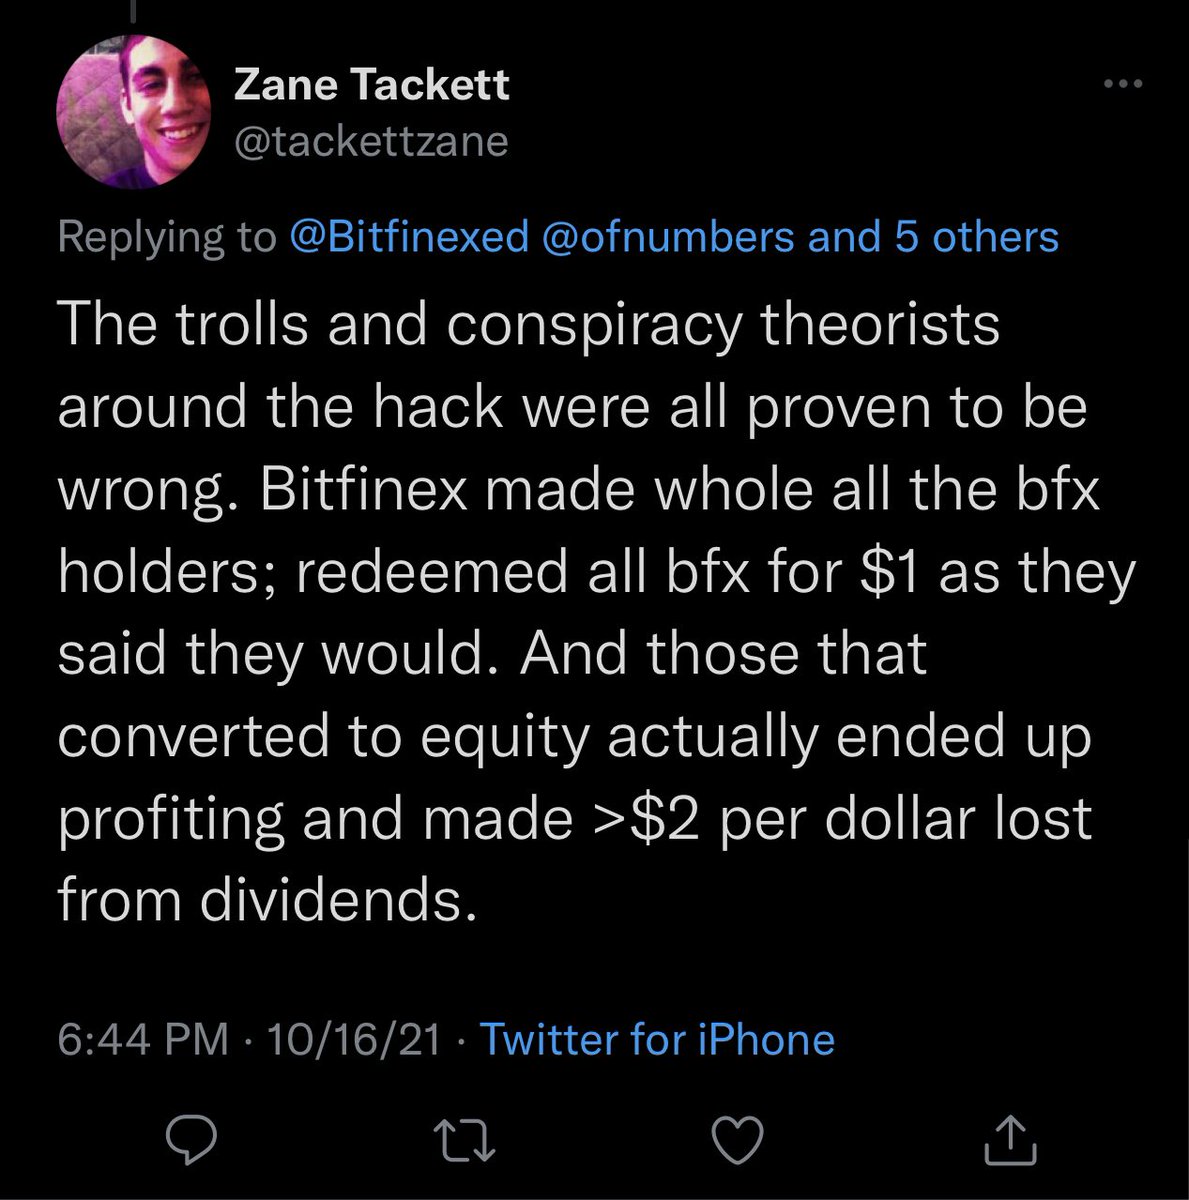 Zane Tackett
@tackettzane
Replying to @Bitfinexed @ofnumbers and 5 others
The trolls and conspiracy theorists
around the hack were all proven to be
wrong. Bitfinex made whole all the bfx
holders; redeemed all bfx for $1 as they
said they would. And those that
converted to equity actually ended up
profiting and made >$2 per dollar lost
from dividends.
6:44 PM · 10/16/21 · Twitter for iPhone